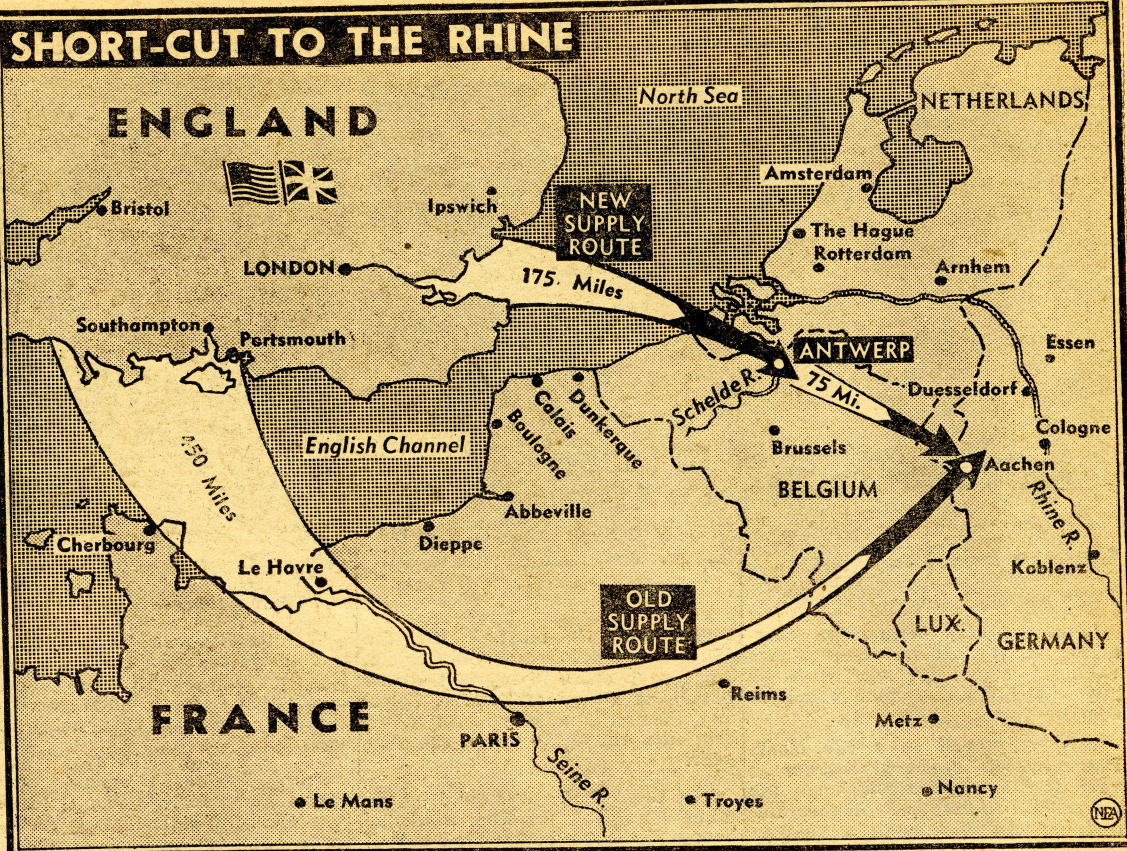 SHORT-CUT TO THE RHINE
ENGLAND
North Sea
NETHERLANDS
Amsterdam
Bristol
Ipswich
NEW
SUPPLY
ROUTE
The Hague
Rotterdam
LONDON
175 Miles
Arnhem
Southampton
Portsmouth
ANTWERP
Essen
75 Mi.
Duesseldorf
Schelde R.
Calais
Dunkerque
Boulogne
English Channel
Brussels
Cologne
Aachen
450 Miles
BELGIUM
Rhine R.
Abbeville
Cherbourg
Dieppe
Le Havre
Koblenz
OLD
SUPPLY
ROUTE
LUX.
GERMANY
Reims
FRANCE
PARIS
Metz
Seine R.
Le Mans
Troyes
Nancy
NEA